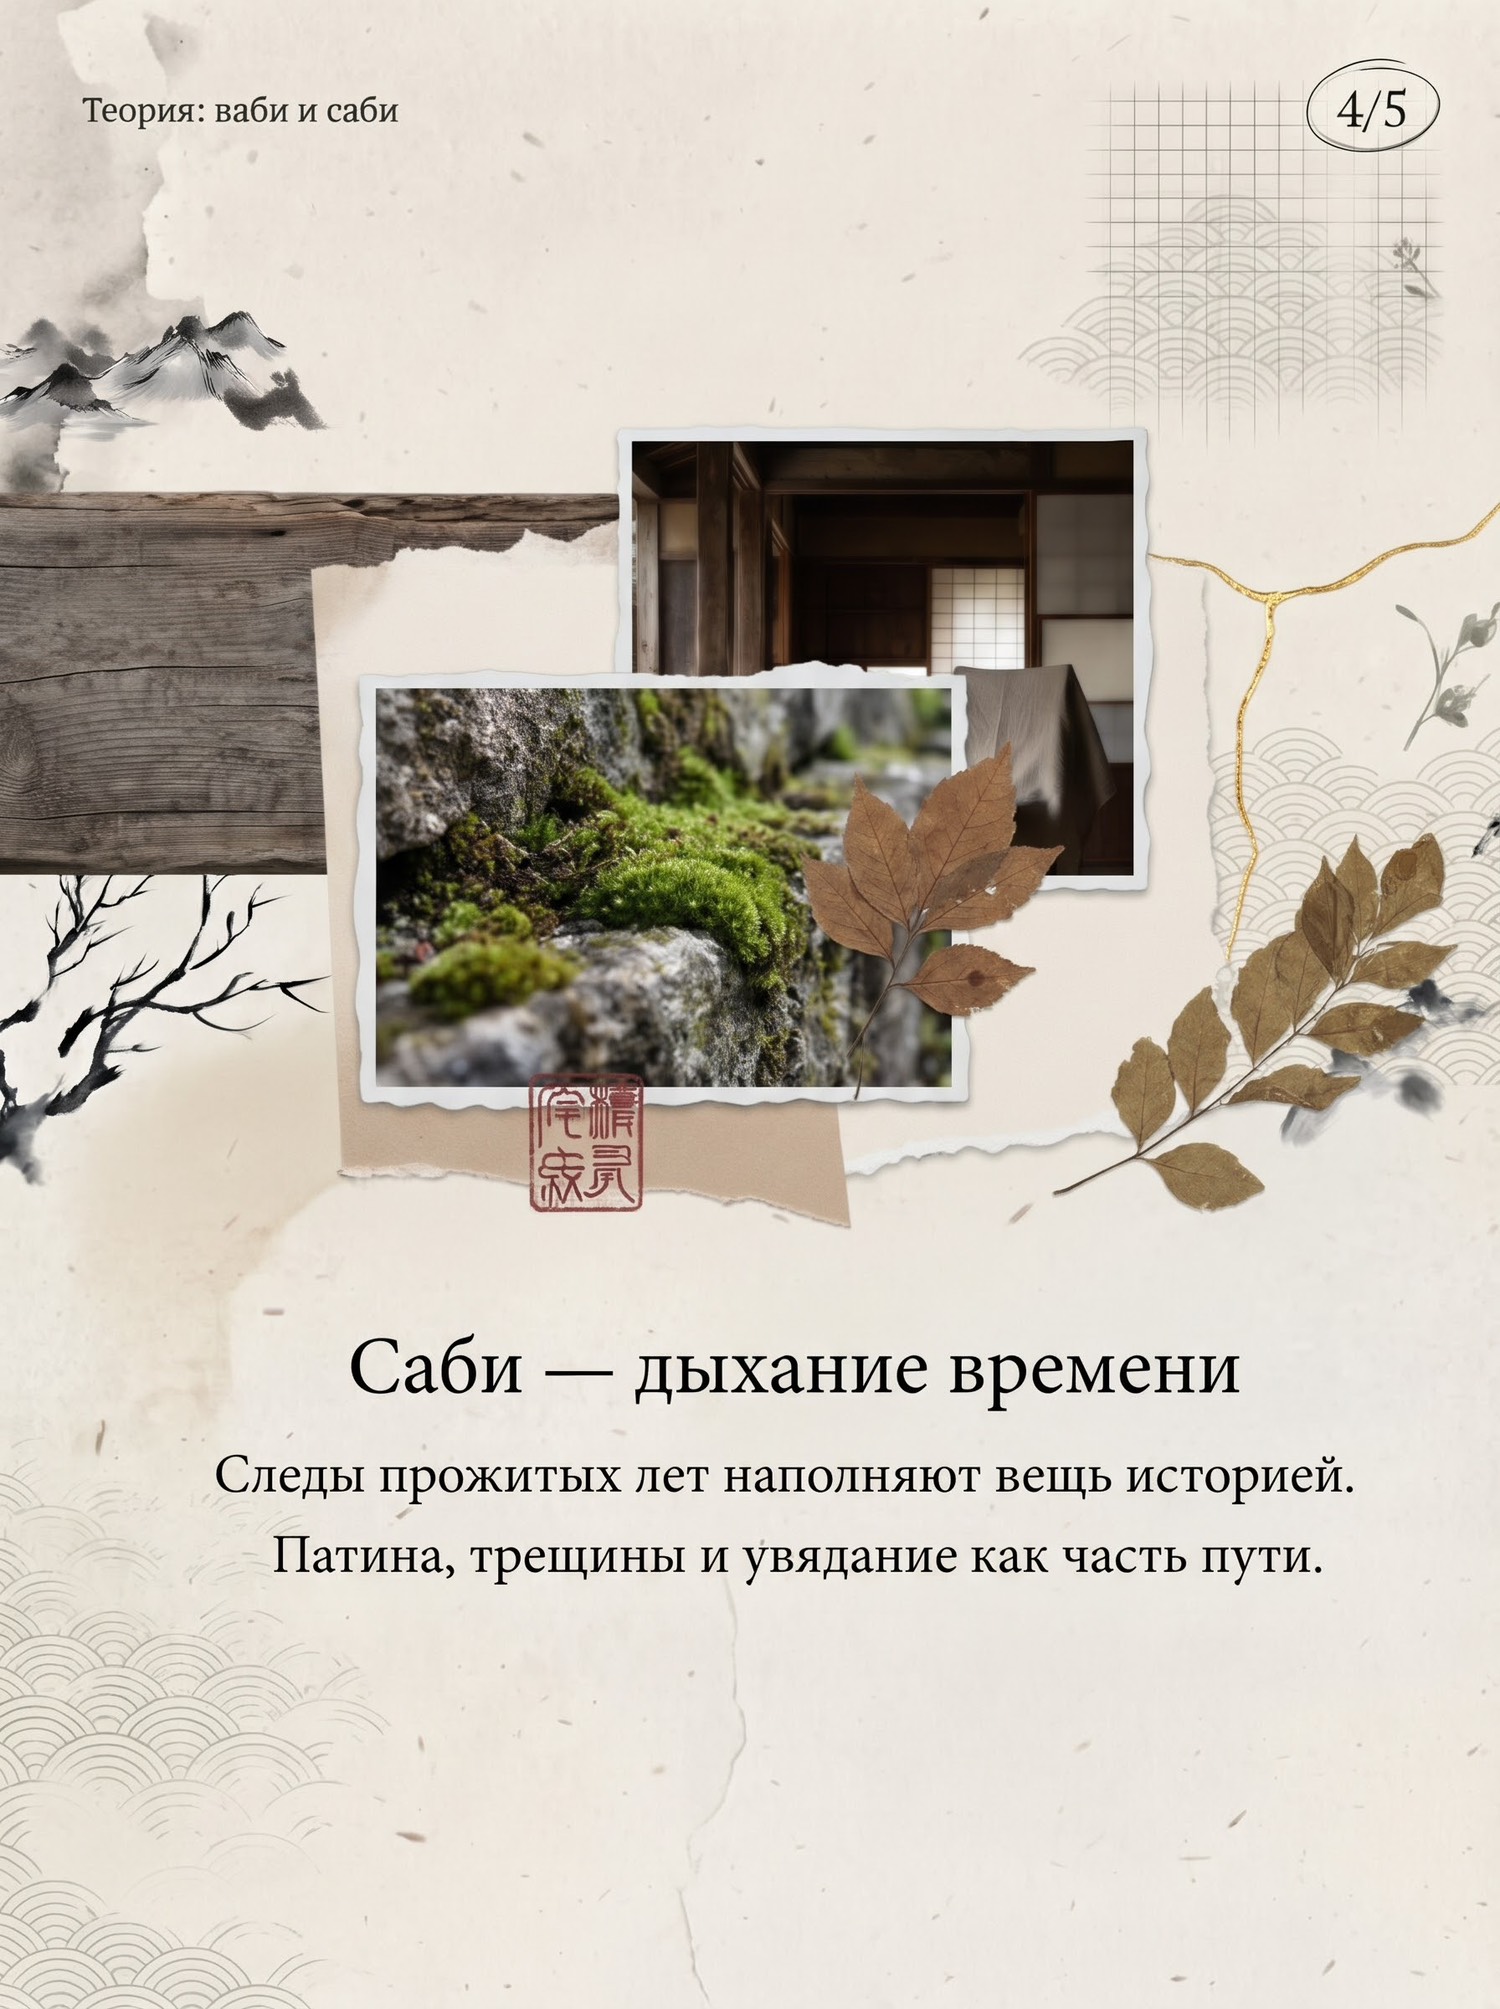 Теория: ваби и саби
4/5
Саби — дыхание времени
Следы прожитых лет наполняют вещь историей.
Патина, трещины и увядание как часть пути.